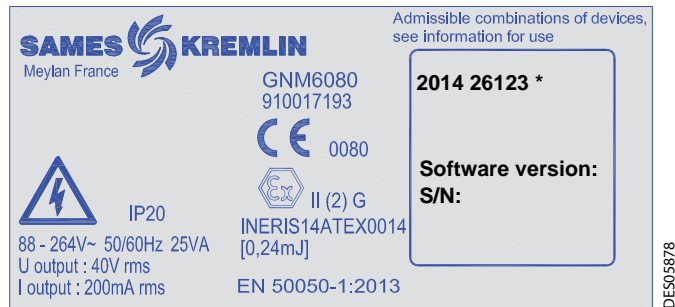 SAMES KREMLIN
Meylan France
Admissible combinations of devices,
see information for use
GNM6080
910017193
CE 0080
Ex II (2) G
INERIS14ATEX0014
[0,24mJ]
EN 50050-1:2013
IP20
88 - 264V~ 50/60Hz 25VA
U output : 40V rms
I output : 200mA rms
2014 26123 *
Software version:
S/N:
DES05878